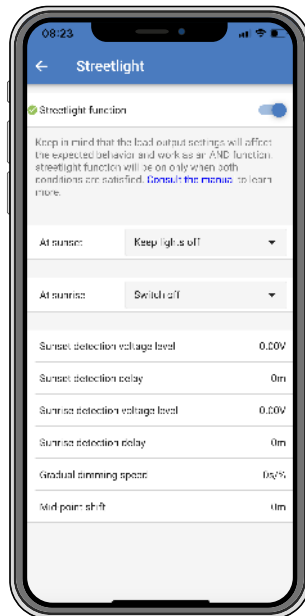 08:23
Streetlight
Streetlight function
Keep in mind that the load output settings will affect
the expected behavior and work as an AND function,
streetlight function will be on only when both
conditions are satisfied. Consult the manual to learn
more.
At sunset Keep lights off
At sunrise Switch off
Sunset detection voltage level 0.00V
Sunset detection delay 0m
Sunrise detection voltage level 0.00V
Sunrise detection delay 0m
Gradual dimming speed 0s/%
Mid point shift 0m